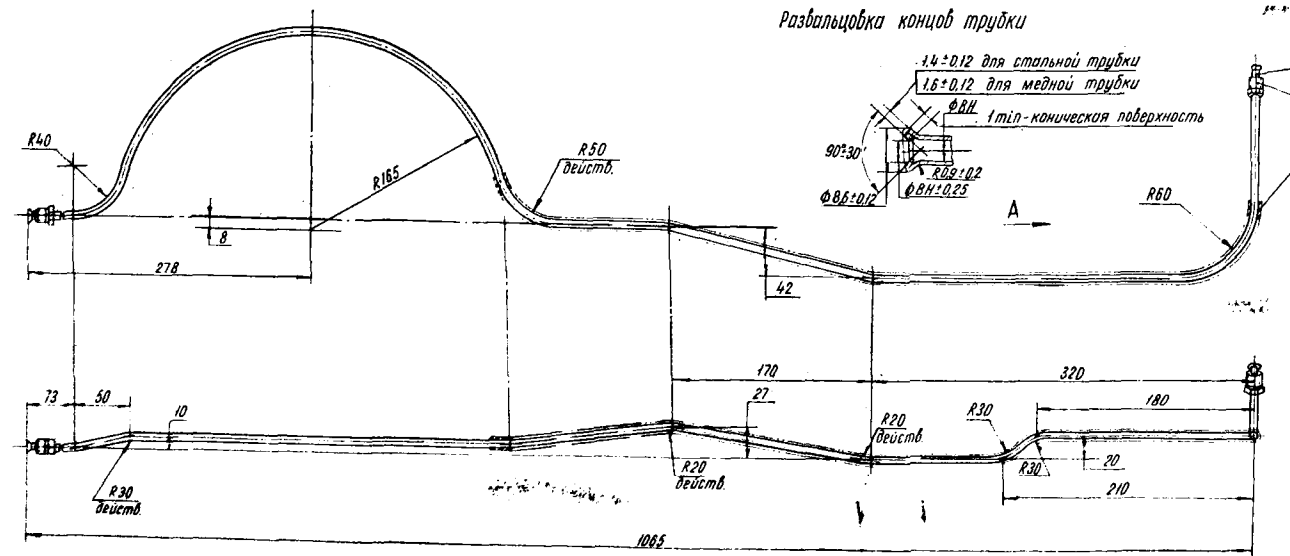 Развальцовка концов трубки
1,4±0,12 для стальной трубки
1,6±0,12 для медной трубки
ФВН
1 min-коническая поверхность
90°±30'
R0,9±0,2
ФВН±0,25
Ф8,6±0,12
R40
R165
R50
действ.
А
R60
8
278
42
170
320
73
50
10
27
R30
180
R20
действ.
R30
действ.
R20
действ.
R30
20
210
1065